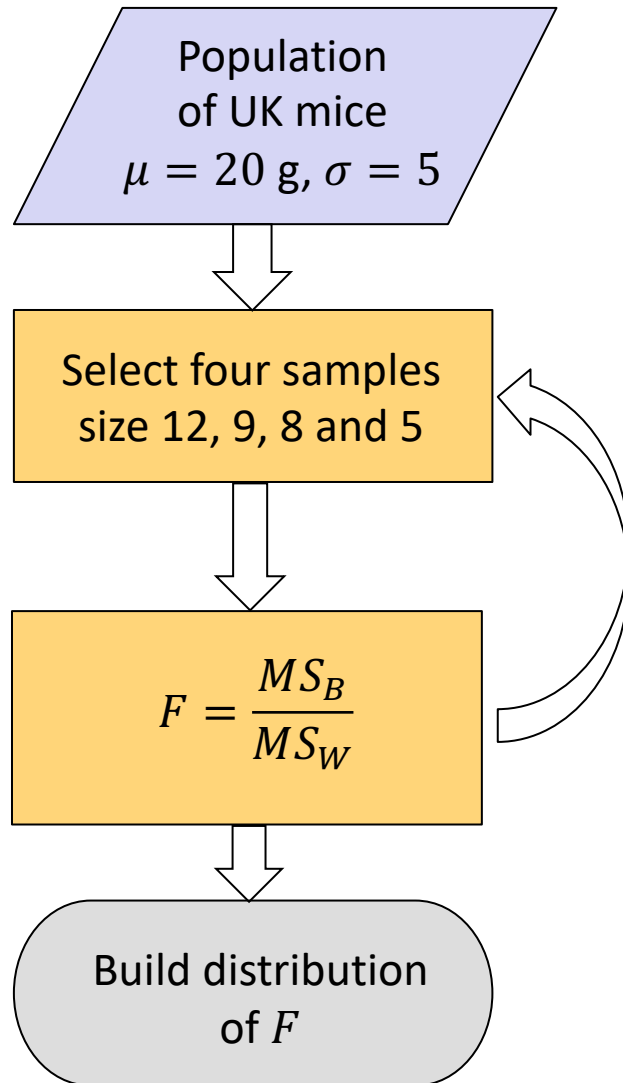 Population
of UK mice
𝜇 = 20 g, 𝜎 = 5
Select four samples
size 12, 9, 8 and 5
𝐹 = 𝑀𝑆_𝐵 / 𝑀𝑆_𝑊
Build distribution
of 𝐹